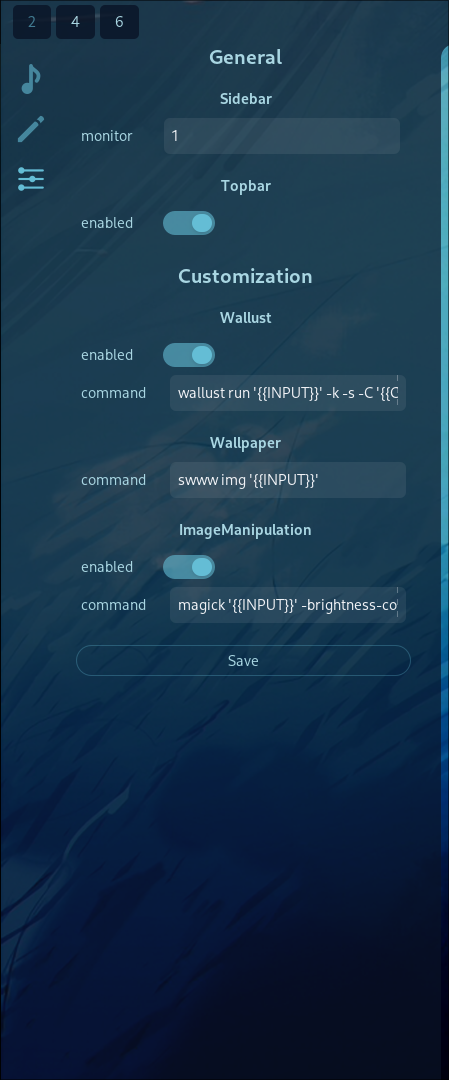 2 4 6
General
Sidebar
monitor 1
Topbar
enabled
Customization
Wallust
enabled
command wallust run '{{INPUT}}' -k -s -C '{{C
Wallpaper
command swww img '{{INPUT}}'
ImageManipulation
enabled
command magick '{{INPUT}}' -brightness-co
Save